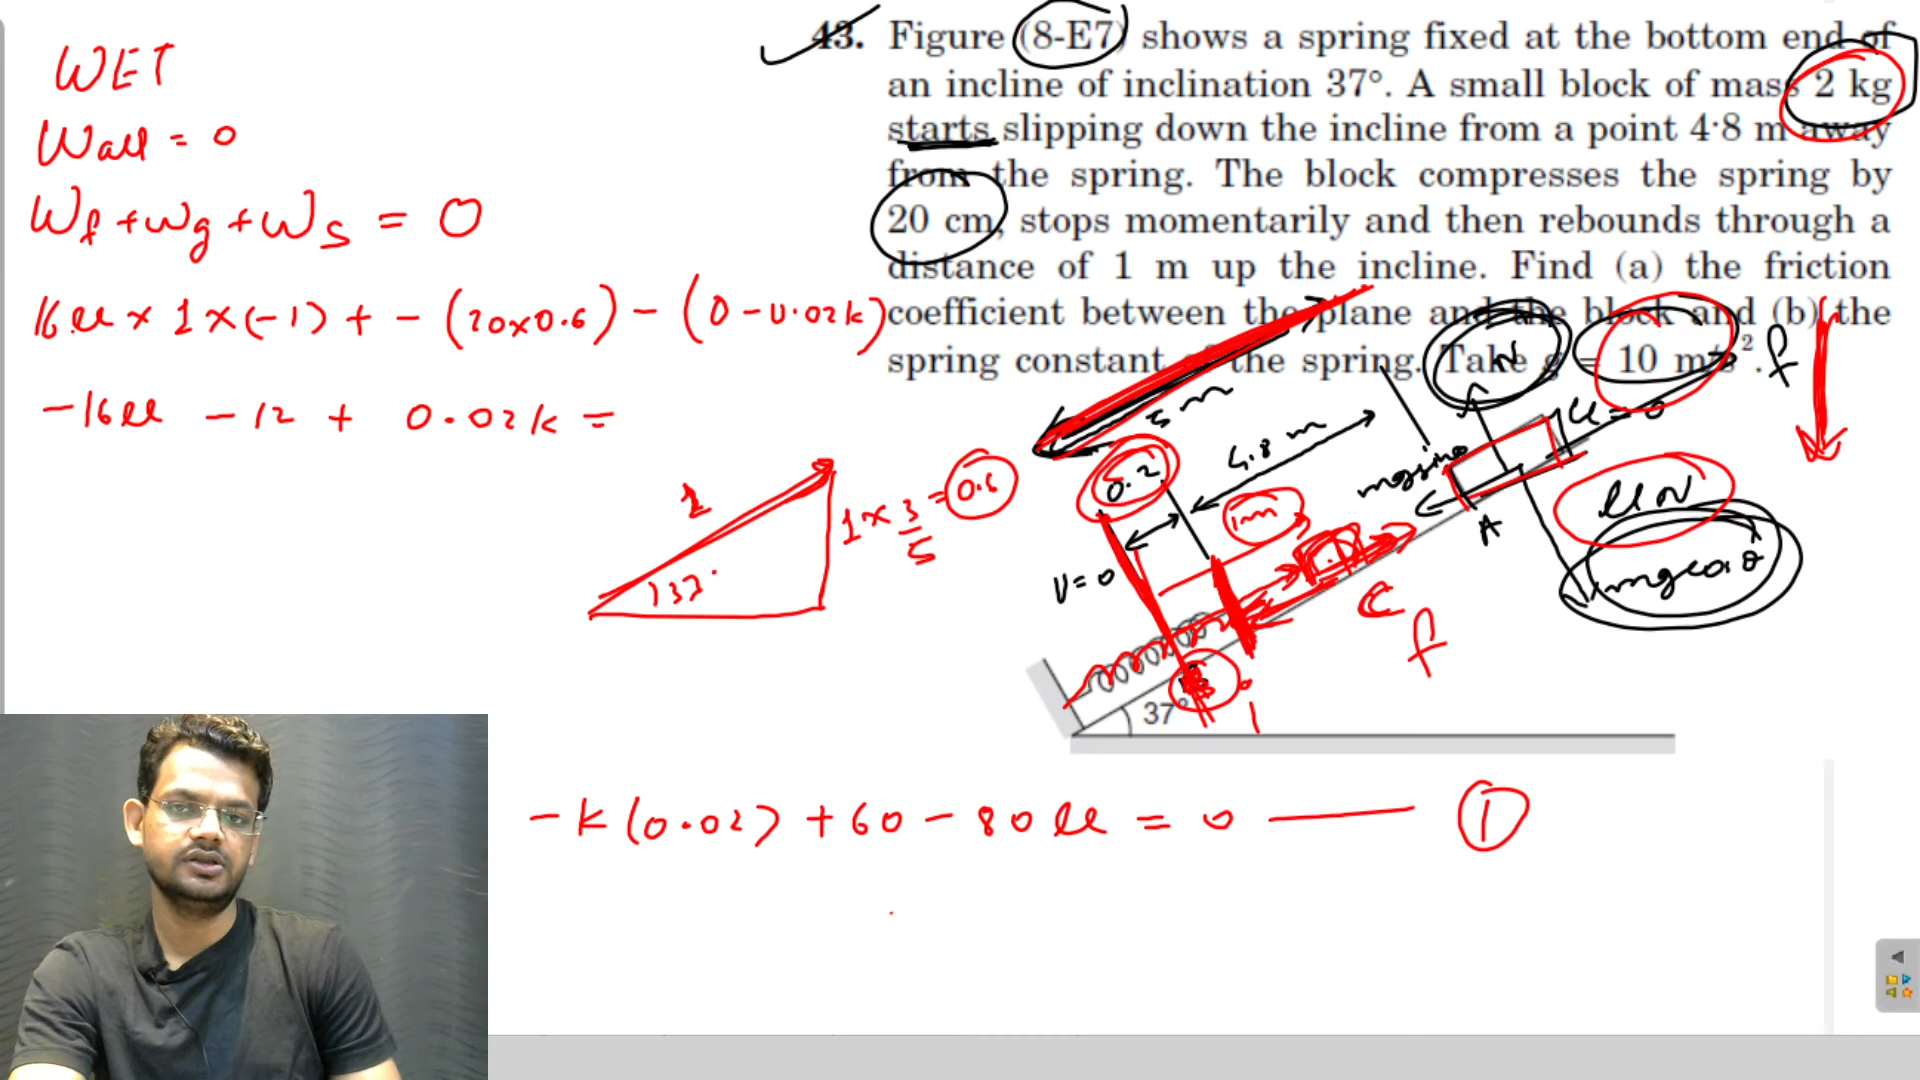 WET
Wall = 0
Wf + Wg + Ws = 0
16μ × 1 × (-1) + - (20×0.6) - (0 - 0.02k)
-16μ - 12 + 0.02k =
43. Figure (8-E7) shows a spring fixed at the bottom end of
an incline of inclination 37°. A small block of mass 2 kg
starts slipping down the incline from a point 4·8 m away
from the spring. The block compresses the spring by
20 cm, stops momentarily and then rebounds through a
distance of 1 m up the incline. Find (a) the friction
coefficient between the plane and the block and (b) the
spring constant of the spring. Take g = 10 m/s².
f
5 m
N
4.8 m
0.2
1m
mg sinθ
μN
A
mg cosθ
V = 0
C
f
37°
1
1 × 3/5 = 0.6
-k(0.02) + 60 - 80μ = 0 ①